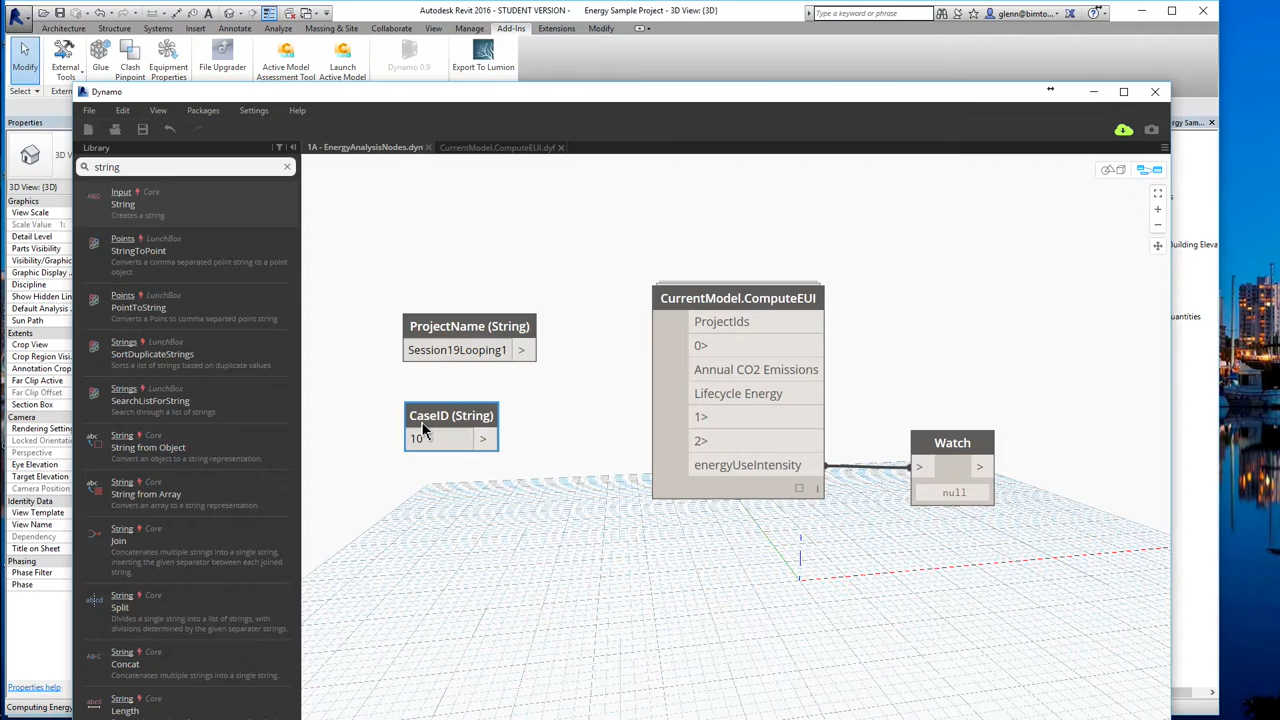 Autodesk Revit 2016 - STUDENT VERSION - Energy Sample Project - 3D View: {3D}
Type a keyword or phrase
glenn@bimto...
Architecture Structure Systems Insert Annotate Analyze Massing & Site Collaborate View Manage Add-Ins Extensions Modify
Modify
External Tools
Glue
Clash Pinpoint
Equipment Properties
File Upgrader
Active Model Assessment Tool
Launch Active Model
Dynamo 0.9
Export To Lumion
Select
Dynamo
File Edit View Packages Settings Help
Library
1A - EnergyAnalysisNodes.dyn
CurrentModel.ComputeEUI.dyf
string
Input Core
String
Creates a string.
Points LunchBox
StringToPoint
Converts a comma separated point string to a point
object
Points LunchBox
PointToString
Converts a Point to comma separted point string
Strings LunchBox
SortDuplicateStrings
Sorts a list of strings based on duplicate values
Strings LunchBox
SearchListForString
Search through a list of strings
String Core
String from Object
Convert an object to a string representation.
String Core
String from Array
Convert an array to a string representation.
String Core
Join
Concatenates multiple strings into a single string,
inserting the given separator between each joined
string.
String Core
Split
Divides a single string into a list of strings, with
divisions determined by the given separater strings.
String Core
Concat
Concatenates multiple strings into a single string.
String Core
Length
Properties
3D V
3D View: {3D}
Graphics
View Scale
Scale Value 1:
Detail Level
Parts Visibility
Visibility/Graphi
Graphic Display
Discipline
Show Hidden Lin
Default Analysis
Sun Path
Extents
Crop View
Crop Region Visi
Annotation Crop
Far Clip Active
Far Clip Offset
Section Box
Camera
Rendering Settin
Locked Orientati
Perspective
Eye Elevation
Target Elevation
Camera Position
Identity Data
View Template
View Name
Dependency
Title on Sheet
Phasing
Phase Filter
Phase
Properties help
Computing Energy
ProjectName (String)
Session19Looping1 >
CaseID (String)
10 >
CurrentModel.ComputeEUI
ProjectIds
0>
Annual CO2 Emissions
Lifecycle Energy
1>
2>
energyUseIntensity
Watch
> >
null
ergy Sam...
Building Eleva
uantities